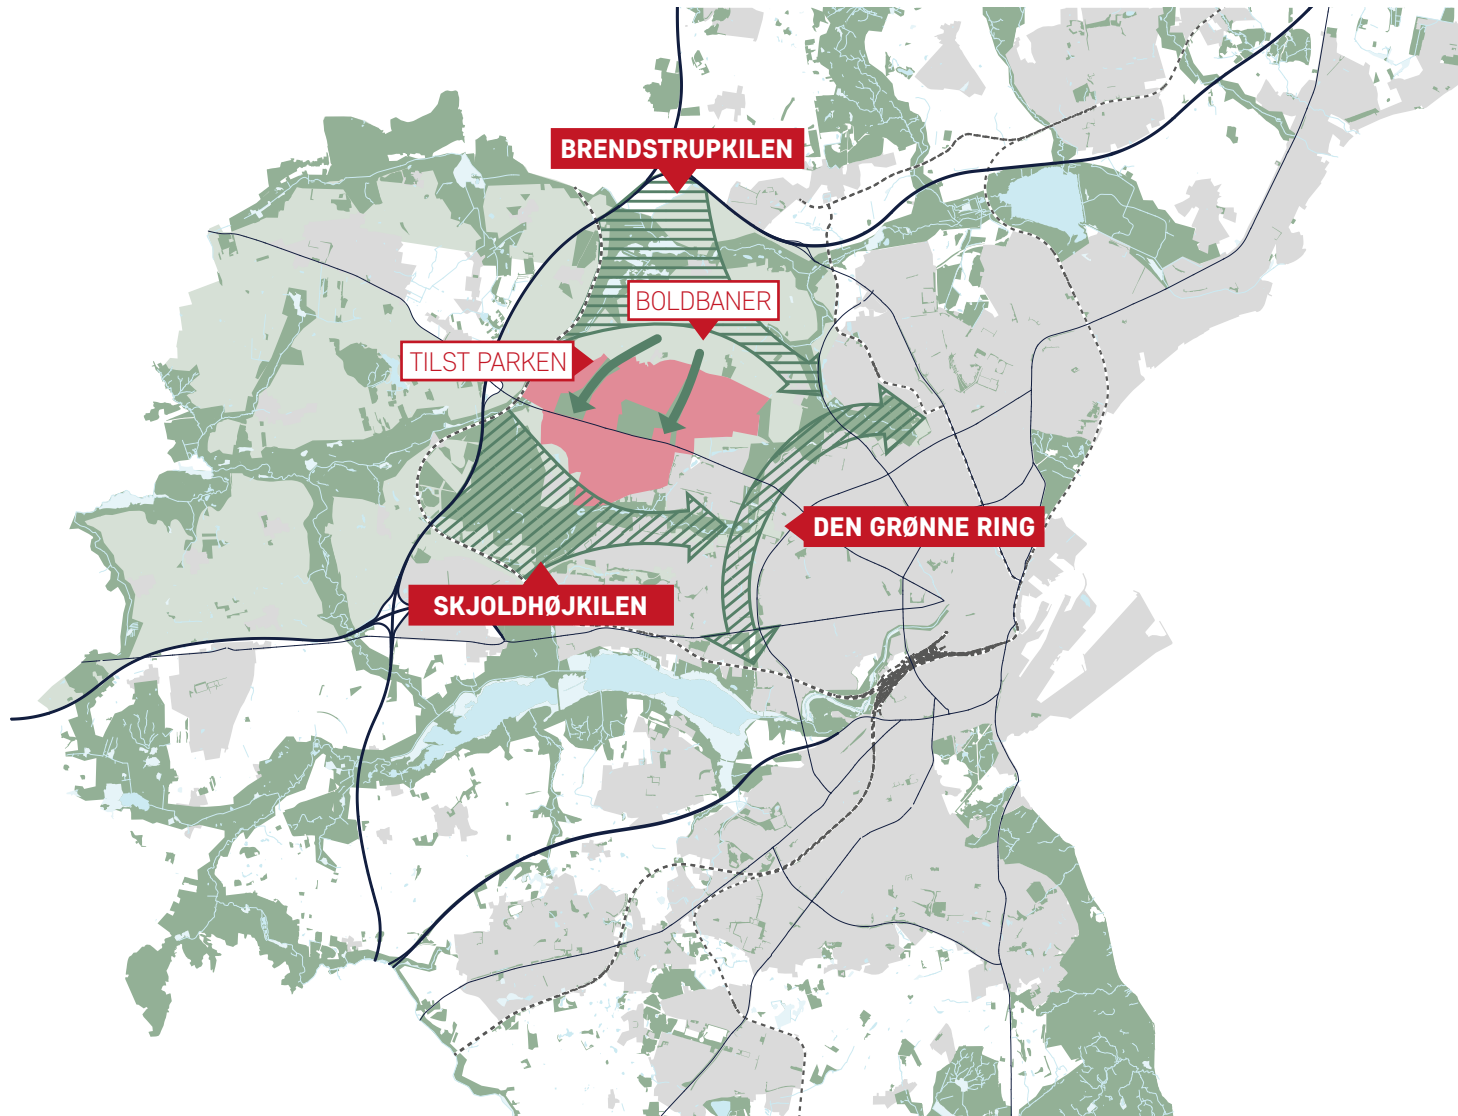 BRENDSTRUPKILEN
BOLDBANER
TILST PARKEN
DEN GRØNNE RING
SKJOLDHØJKILEN